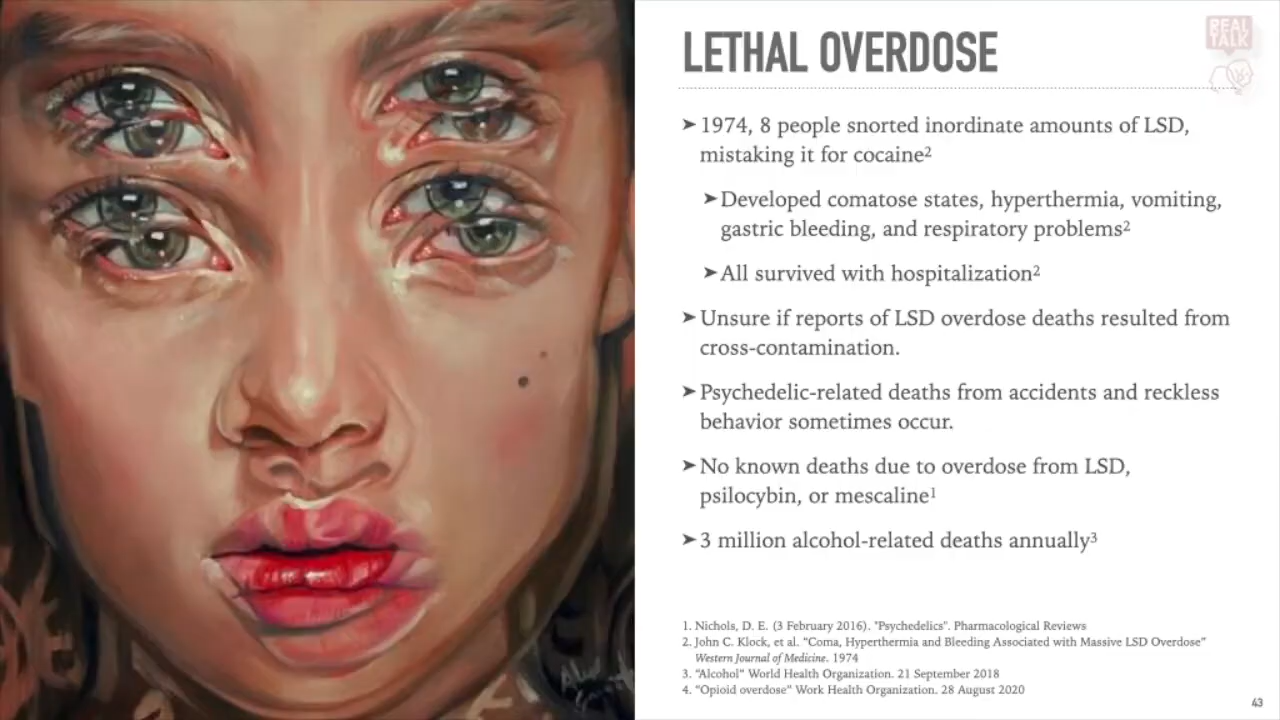 REAL
TALK
LETHAL OVERDOSE
➤ 1974, 8 people snorted inordinate amounts of LSD,
mistaking it for cocaine²
➤ Developed comatose states, hyperthermia, vomiting,
gastric bleeding, and respiratory problems²
➤ All survived with hospitalization²
➤ Unsure if reports of LSD overdose deaths resulted from
cross-contamination.
➤ Psychedelic-related deaths from accidents and reckless
behavior sometimes occur.
➤ No known deaths due to overdose from LSD,
psilocybin, or mescaline¹
➤ 3 million alcohol-related deaths annually³
1. Nichols, D. E. (3 February 2016). "Psychedelics". Pharmacological Reviews
2. John C. Klock, et al. “Coma, Hyperthermia and Bleeding Associated with Massive LSD Overdose”
Western Journal of Medicine. 1974
3. “Alcohol” World Health Organization. 21 September 2018
4. “Opioid overdose” Work Health Organization. 28 August 2020
43